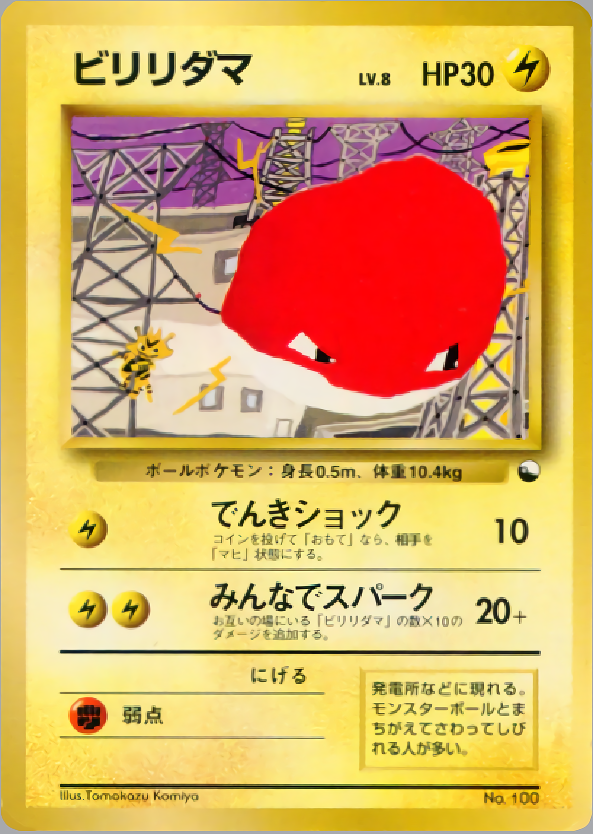 ビリリダマ LV.8 HP30
ボールポケモン：身長0.5m、体重10.4kg
でんきショック 10
コインを投げて「おもて」なら、相手を
「マヒ」状態にする。
みんなでスパーク 20+
お互いの場にいる「ビリリダマ」の数×10の
ダメージを追加する。
にげる
弱点
発電所などに現れる。
モンスターボールとま
ちがえてさわってしび
れる人が多い。
Illus.Tomokazu Komiya
No. 100